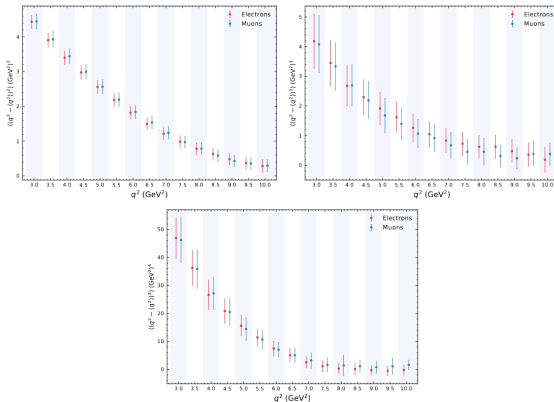 Electrons
Muons
⟨(q² − ⟨q²⟩)²⟩ (GeV²)²
4
3
2
1
0
3.0 3.5 4.0 4.5 5.0 5.5 6.0 6.5 7.0 7.5 8.0 8.5 9.0 9.5 10.0
q² (GeV²)
Electrons
Muons
⟨(q² − ⟨q²⟩)³⟩ (GeV²)³
5
4
3
2
1
0
3.0 3.5 4.0 4.5 5.0 5.5 6.0 6.5 7.0 7.5 8.0 8.5 9.0 9.5 10.0
q² (GeV²)
Electrons
Muons
⟨(q² − ⟨q²⟩)⁴⟩ (GeV²)⁴
50
40
30
20
10
0
3.0 3.5 4.0 4.5 5.0 5.5 6.0 6.5 7.0 7.5 8.0 8.5 9.0 9.5 10.0
q² (GeV²)